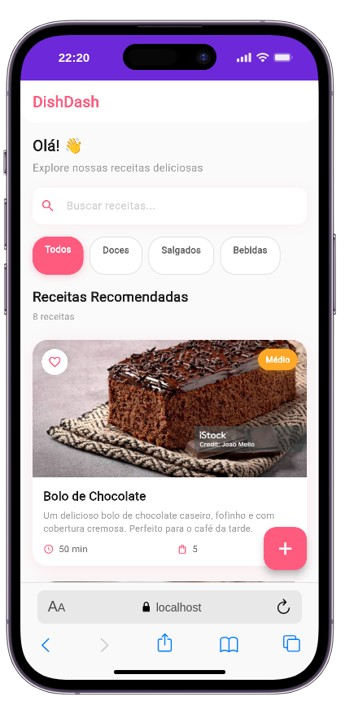 22:20
DishDash
Olá! 👋
Explore nossas receitas deliciosas
Buscar receitas...
Todos
Doces
Salgados
Bebidas
Receitas Recomendadas
8 receitas
Médio
iStock
Credit: Joao Mello
Bolo de Chocolate
Um delicioso bolo de chocolate caseiro, fofinho e com
cobertura cremosa. Perfeito para o café da tarde.
50 min
5
+
AA
localhost